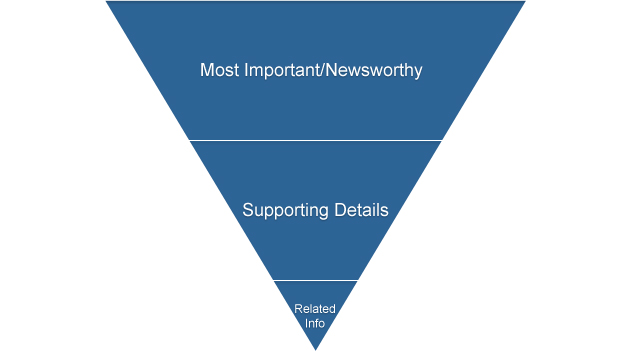 Most Important/Newsworthy
Supporting Details
Related
Info